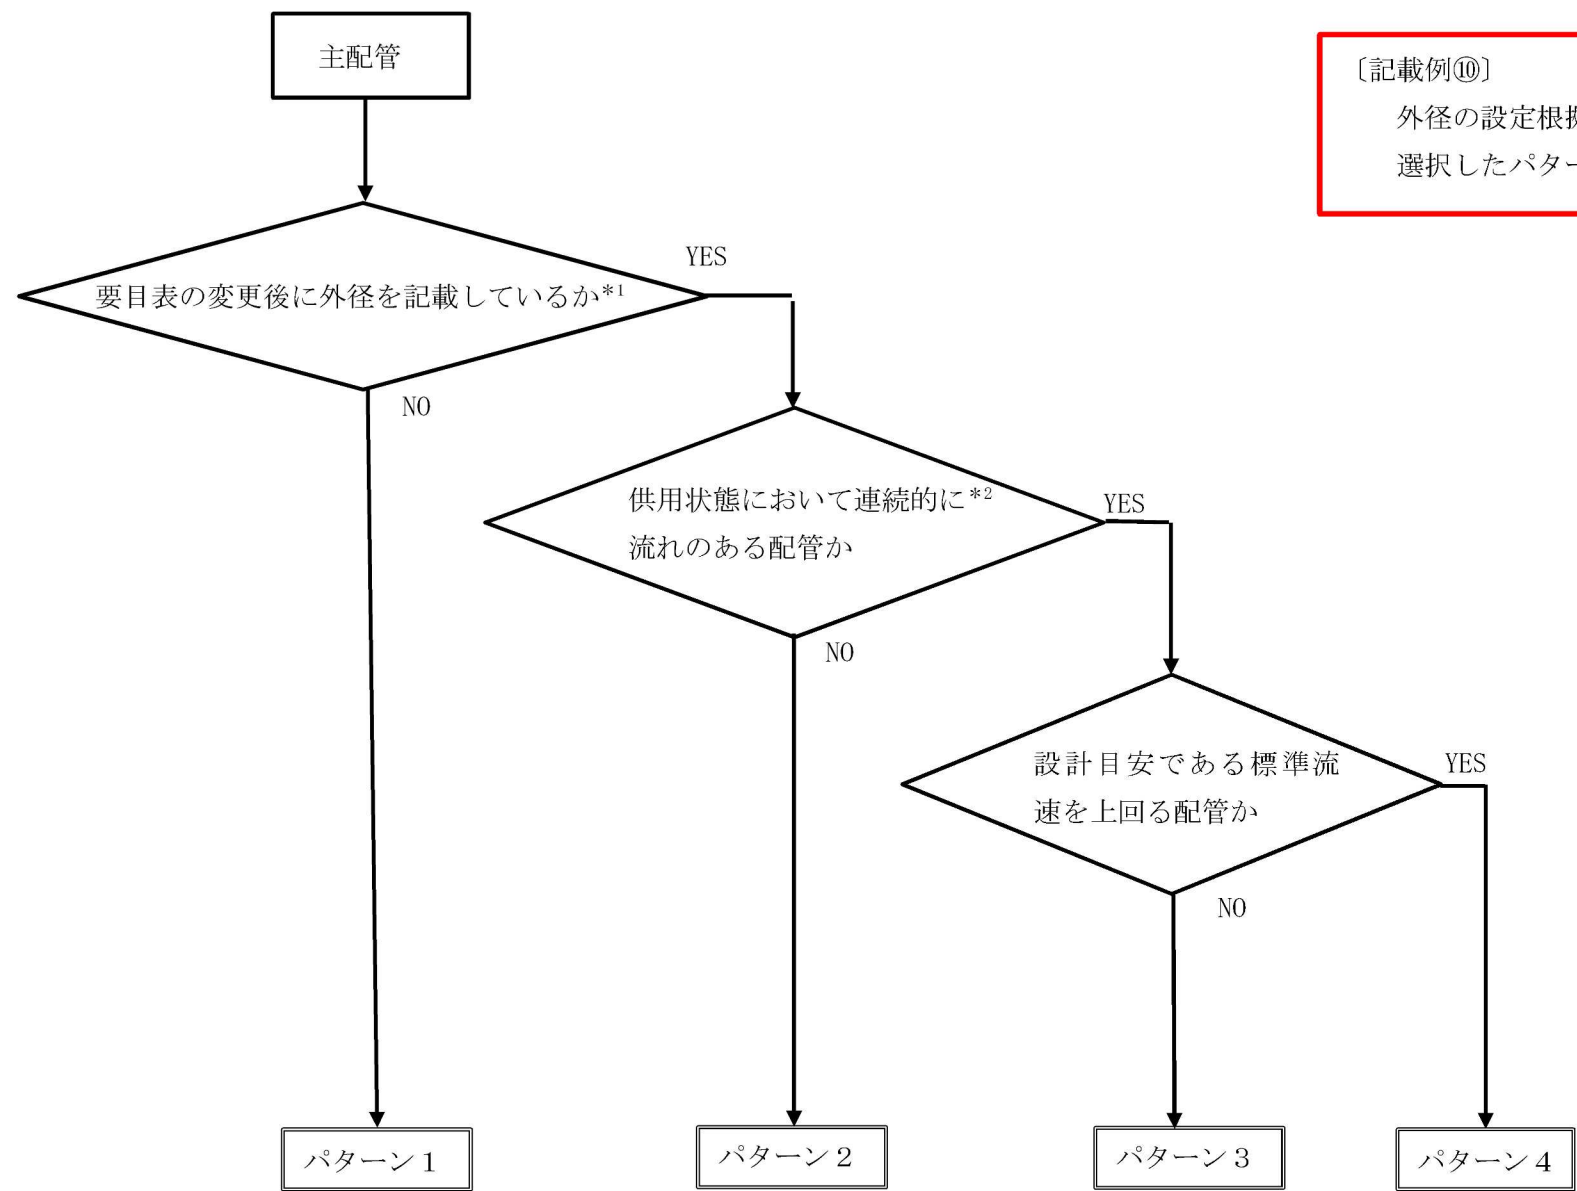 主配管
〔記載例⑩〕
外径の設定根拠
選択したパター
YES
要目表の変更後に外径を記載しているか*1
NO
供用状態において連続的に*2
流れのある配管か
YES
NO
設計目安である標準流
速を上回る配管か
YES
NO
パターン1
パターン2
パターン3
パターン4